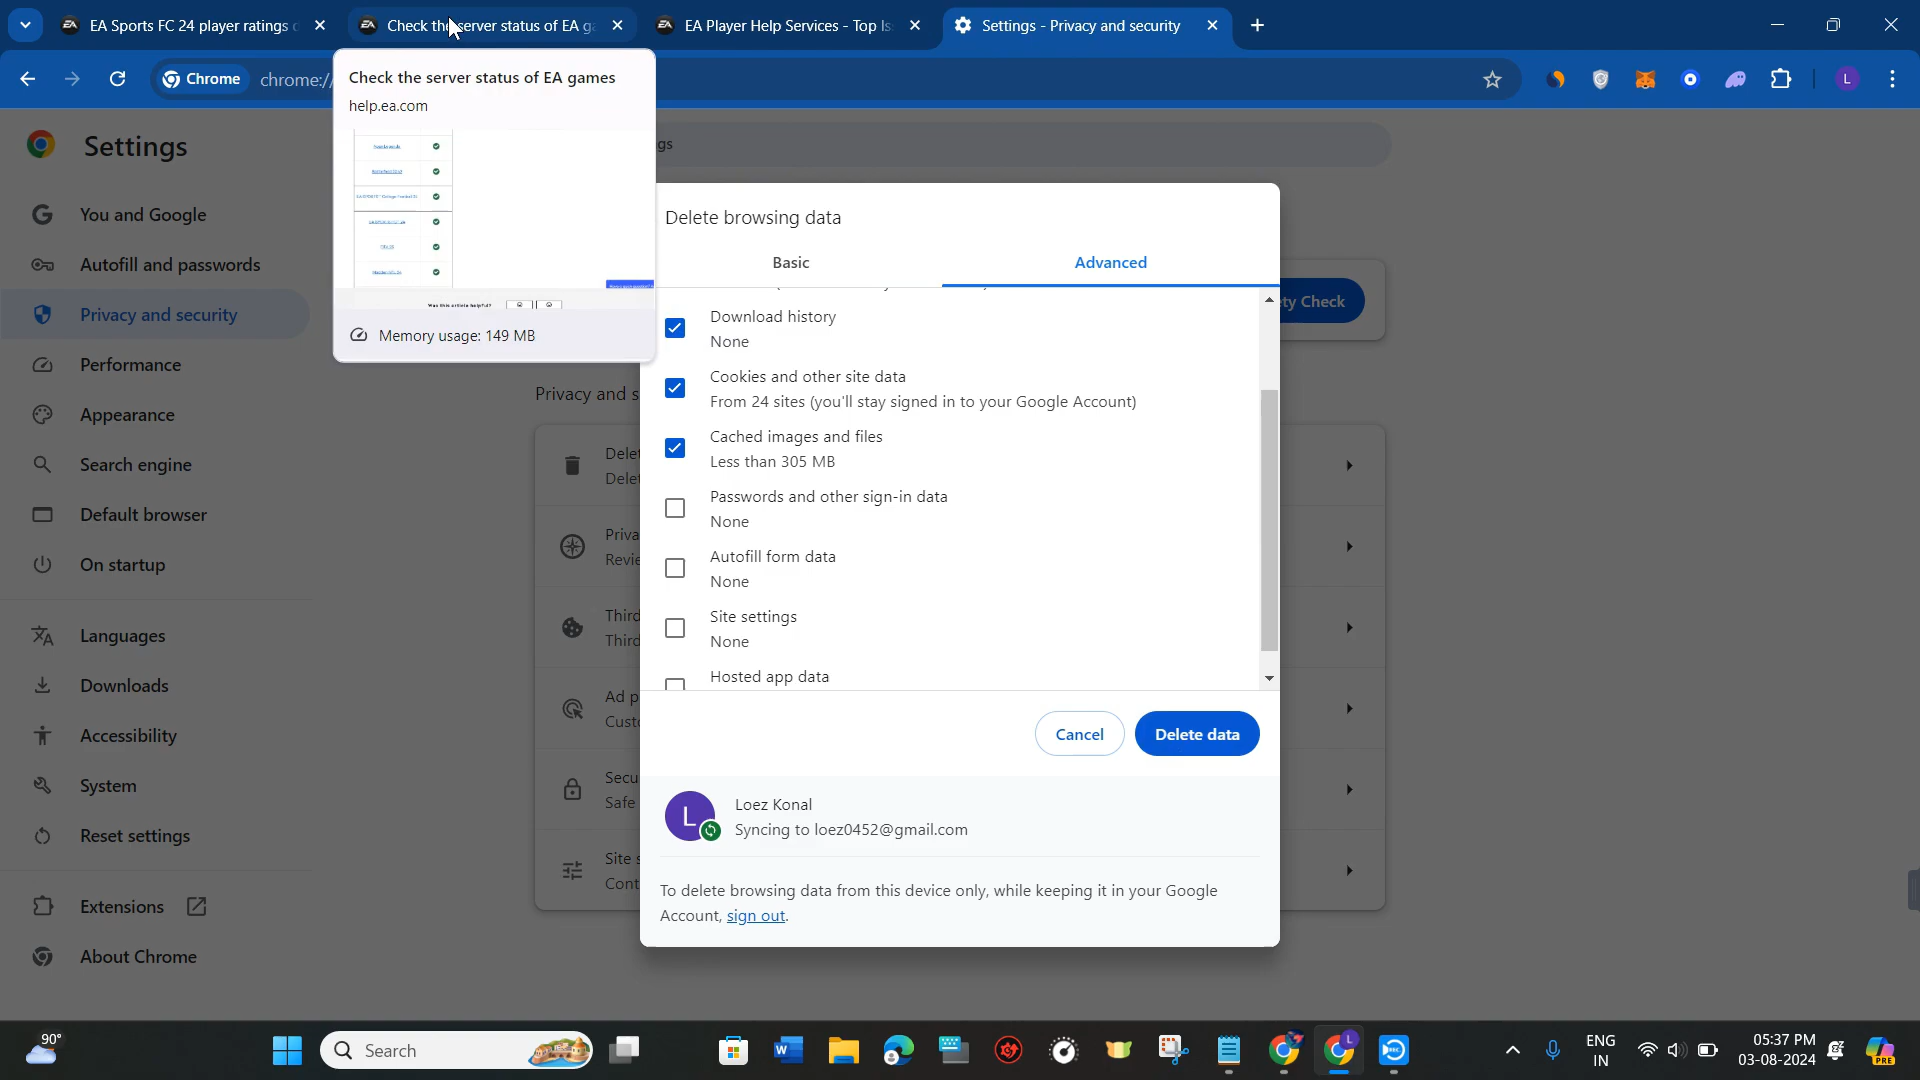 EA Sports FC 24 player ratings
Check the server status of EA ga
EA Player Help Services - Top Is
Settings - Privacy and security
Chrome
chrome://
L
Check the server status of EA games
help.ea.com
Was this article helpful?
Memory usage: 149 MB
Settings
gs
You and Google
Autofill and passwords
Privacy and security
Performance
Appearance
Search engine
Default browser
On startup
Languages
Downloads
Accessibility
System
Reset settings
Extensions
About Chrome
ty Check
Privacy and s
Delet
Delet
Priva
Revie
Third
Third
Ad p
Custo
Secu
Safe
Site s
Cont
Delete browsing data
Basic
Advanced
Download history
None
Cookies and other site data
From 24 sites (you'll stay signed in to your Google Account)
Cached images and files
Less than 305 MB
Passwords and other sign-in data
None
Autofill form data
None
Site settings
None
Hosted app data
Cancel
Delete data
L
Loez Konal
Syncing to loez0452@gmail.com
To delete browsing data from this device only, while keeping it in your Google
Account, sign out.
90°
Search
ENG
IN
05:37 PM
03-08-2024
PRE